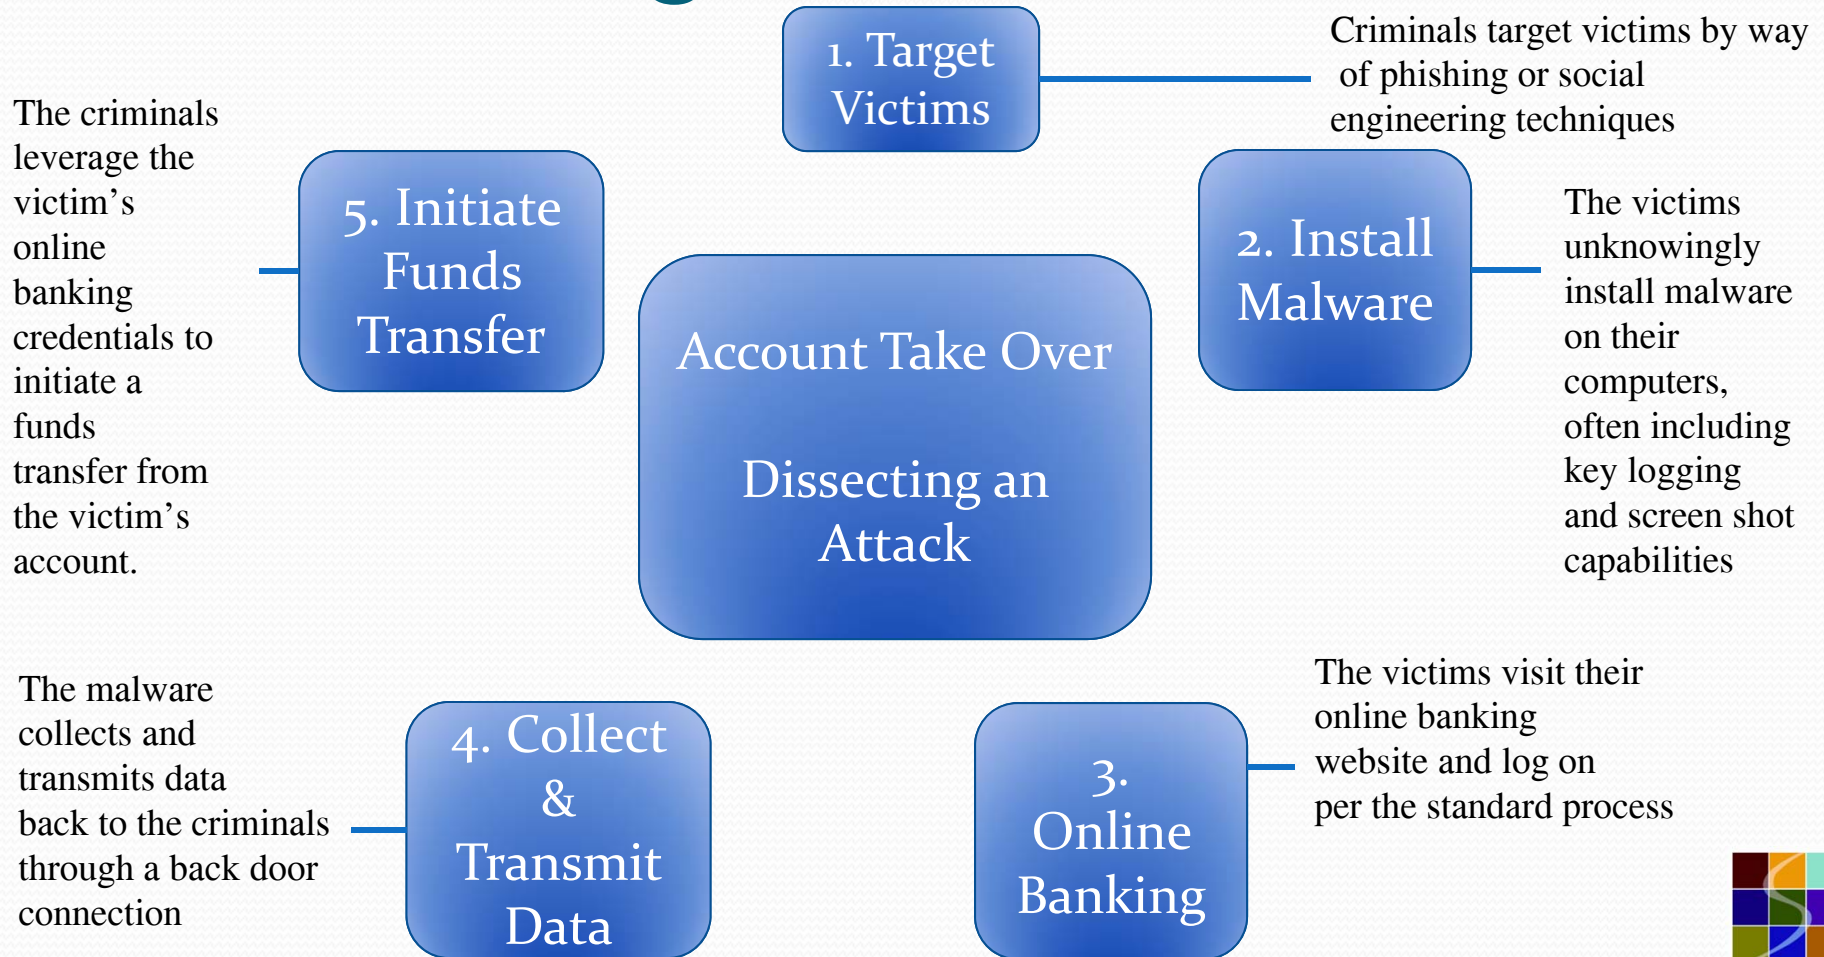 1. Target
Victims
Criminals target victims by way
of phishing or social
engineering techniques
2. Install
Malware
The victims
unknowingly
install malware
on their
computers,
often including
key logging
and screen shot
capabilities
Account Take Over
Dissecting an
Attack
3.
Online
Banking
The victims visit their
online banking
website and log on
per the standard process
4. Collect
&
Transmit
Data
The malware
collects and
transmits data
back to the criminals
through a back door
connection
5. Initiate
Funds
Transfer
The criminals
leverage the
victim’s
online
banking
credentials to
initiate a
funds
transfer from
the victim’s
account.